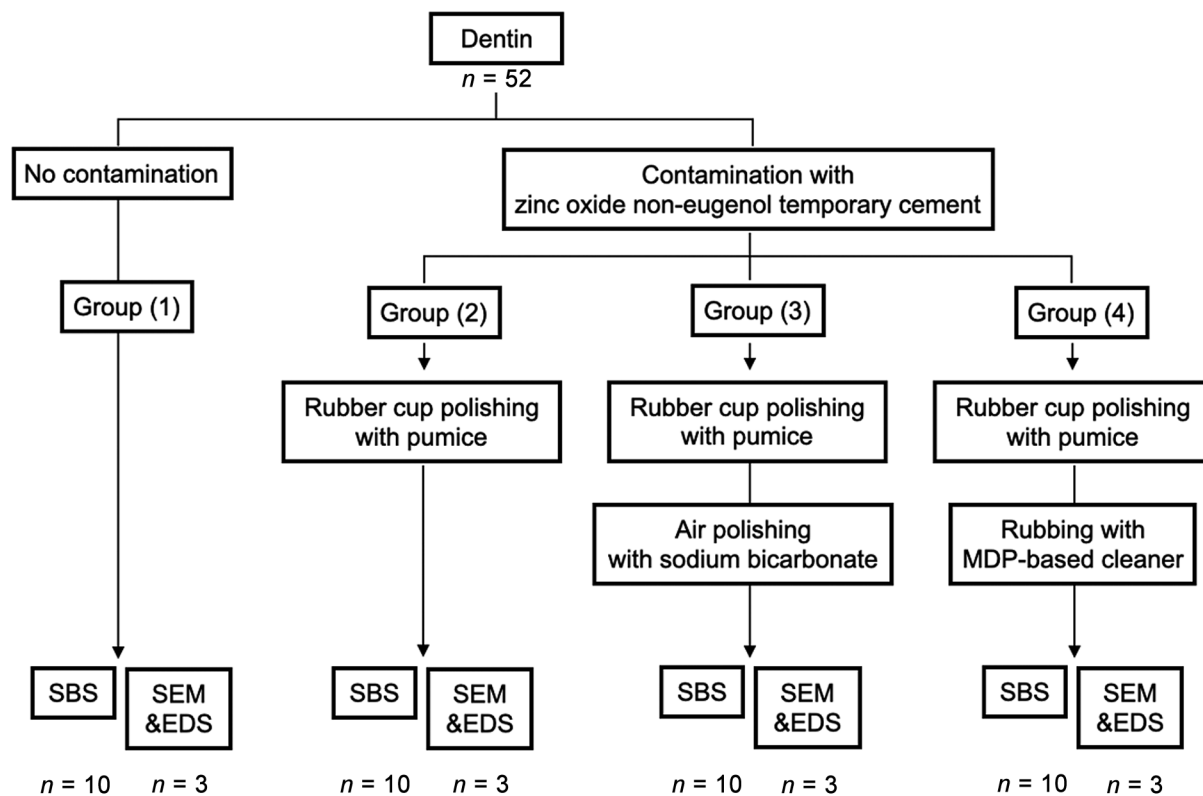 Dentin
n = 52
No contamination
Contamination with
zinc oxide non-eugenol temporary cement
Group (1)
Group (2)
Group (3)
Group (4)
Rubber cup polishing
with pumice
Rubber cup polishing
with pumice
Rubber cup polishing
with pumice
Air polishing
with sodium bicarbonate
Rubbing with
MDP-based cleaner
SBS
SEM
&EDS
SBS
SEM
&EDS
SBS
SEM
&EDS
SBS
SEM
&EDS
n = 10
n = 3
n = 10
n = 3
n = 10
n = 3
n = 10
n = 3